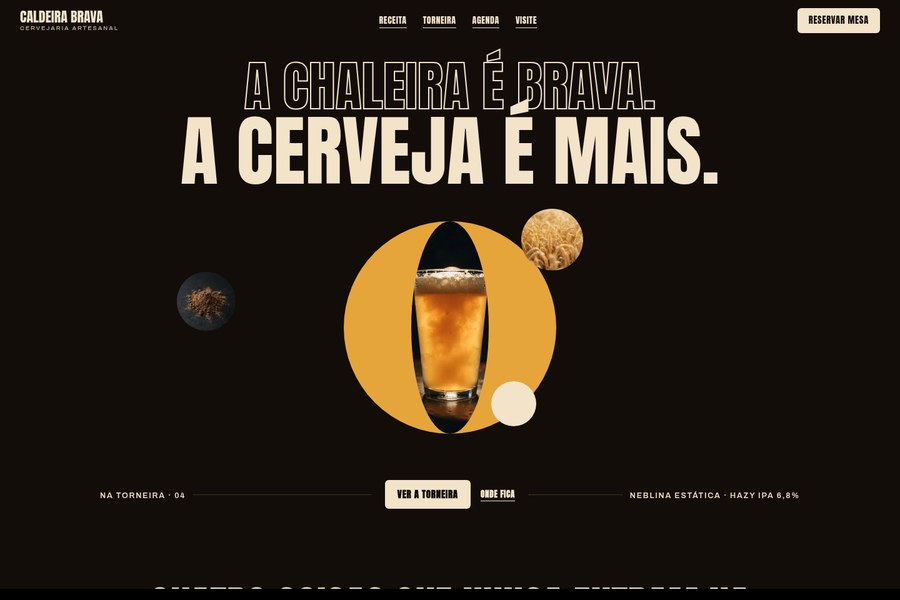 CALDEIRA BRAVA
CERVEJARIA ARTESANAL
RECEITA TORNEIRA AGENDA VISITE
RESERVAR MESA
A CHALEIRA É BRAVA.
A CERVEJA É MAIS.
NA TORNEIRA · 04
VER A TORNEIRA
ONDE FICA
NEBLINA ESTÁTICA · HAZY IPA 6,8%